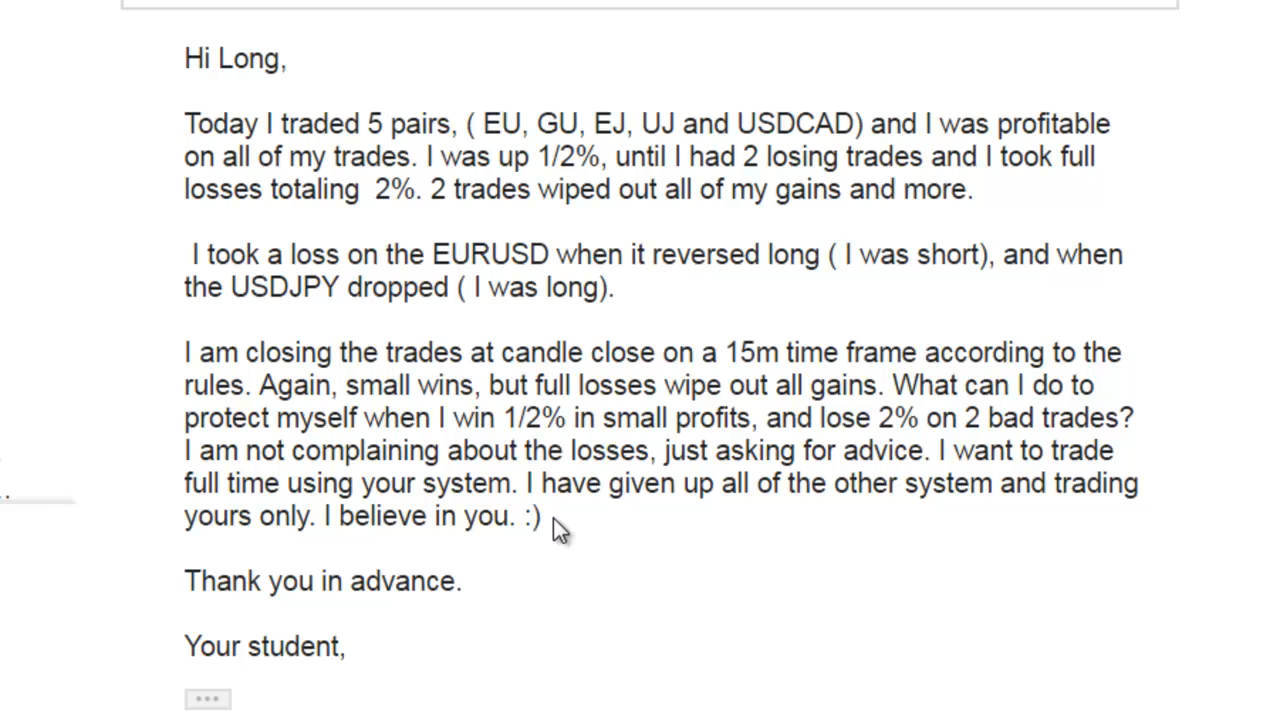 Hi Long,
Today I traded 5 pairs, ( EU, GU, EJ, UJ and USDCAD) and I was profitable
on all of my trades. I was up 1/2%, until I had 2 losing trades and I took full
losses totaling  2%. 2 trades wiped out all of my gains and more.
I took a loss on the EURUSD when it reversed long ( I was short), and when
the USDJPY dropped ( I was long).
I am closing the trades at candle close on a 15m time frame according to the
rules. Again, small wins, but full losses wipe out all gains. What can I do to
protect myself when I win 1/2% in small profits, and lose 2% on 2 bad trades?
I am not complaining about the losses, just asking for advice. I want to trade
full time using your system. I have given up all of the other system and trading
yours only. I believe in you. :)
Thank you in advance.
Your student,